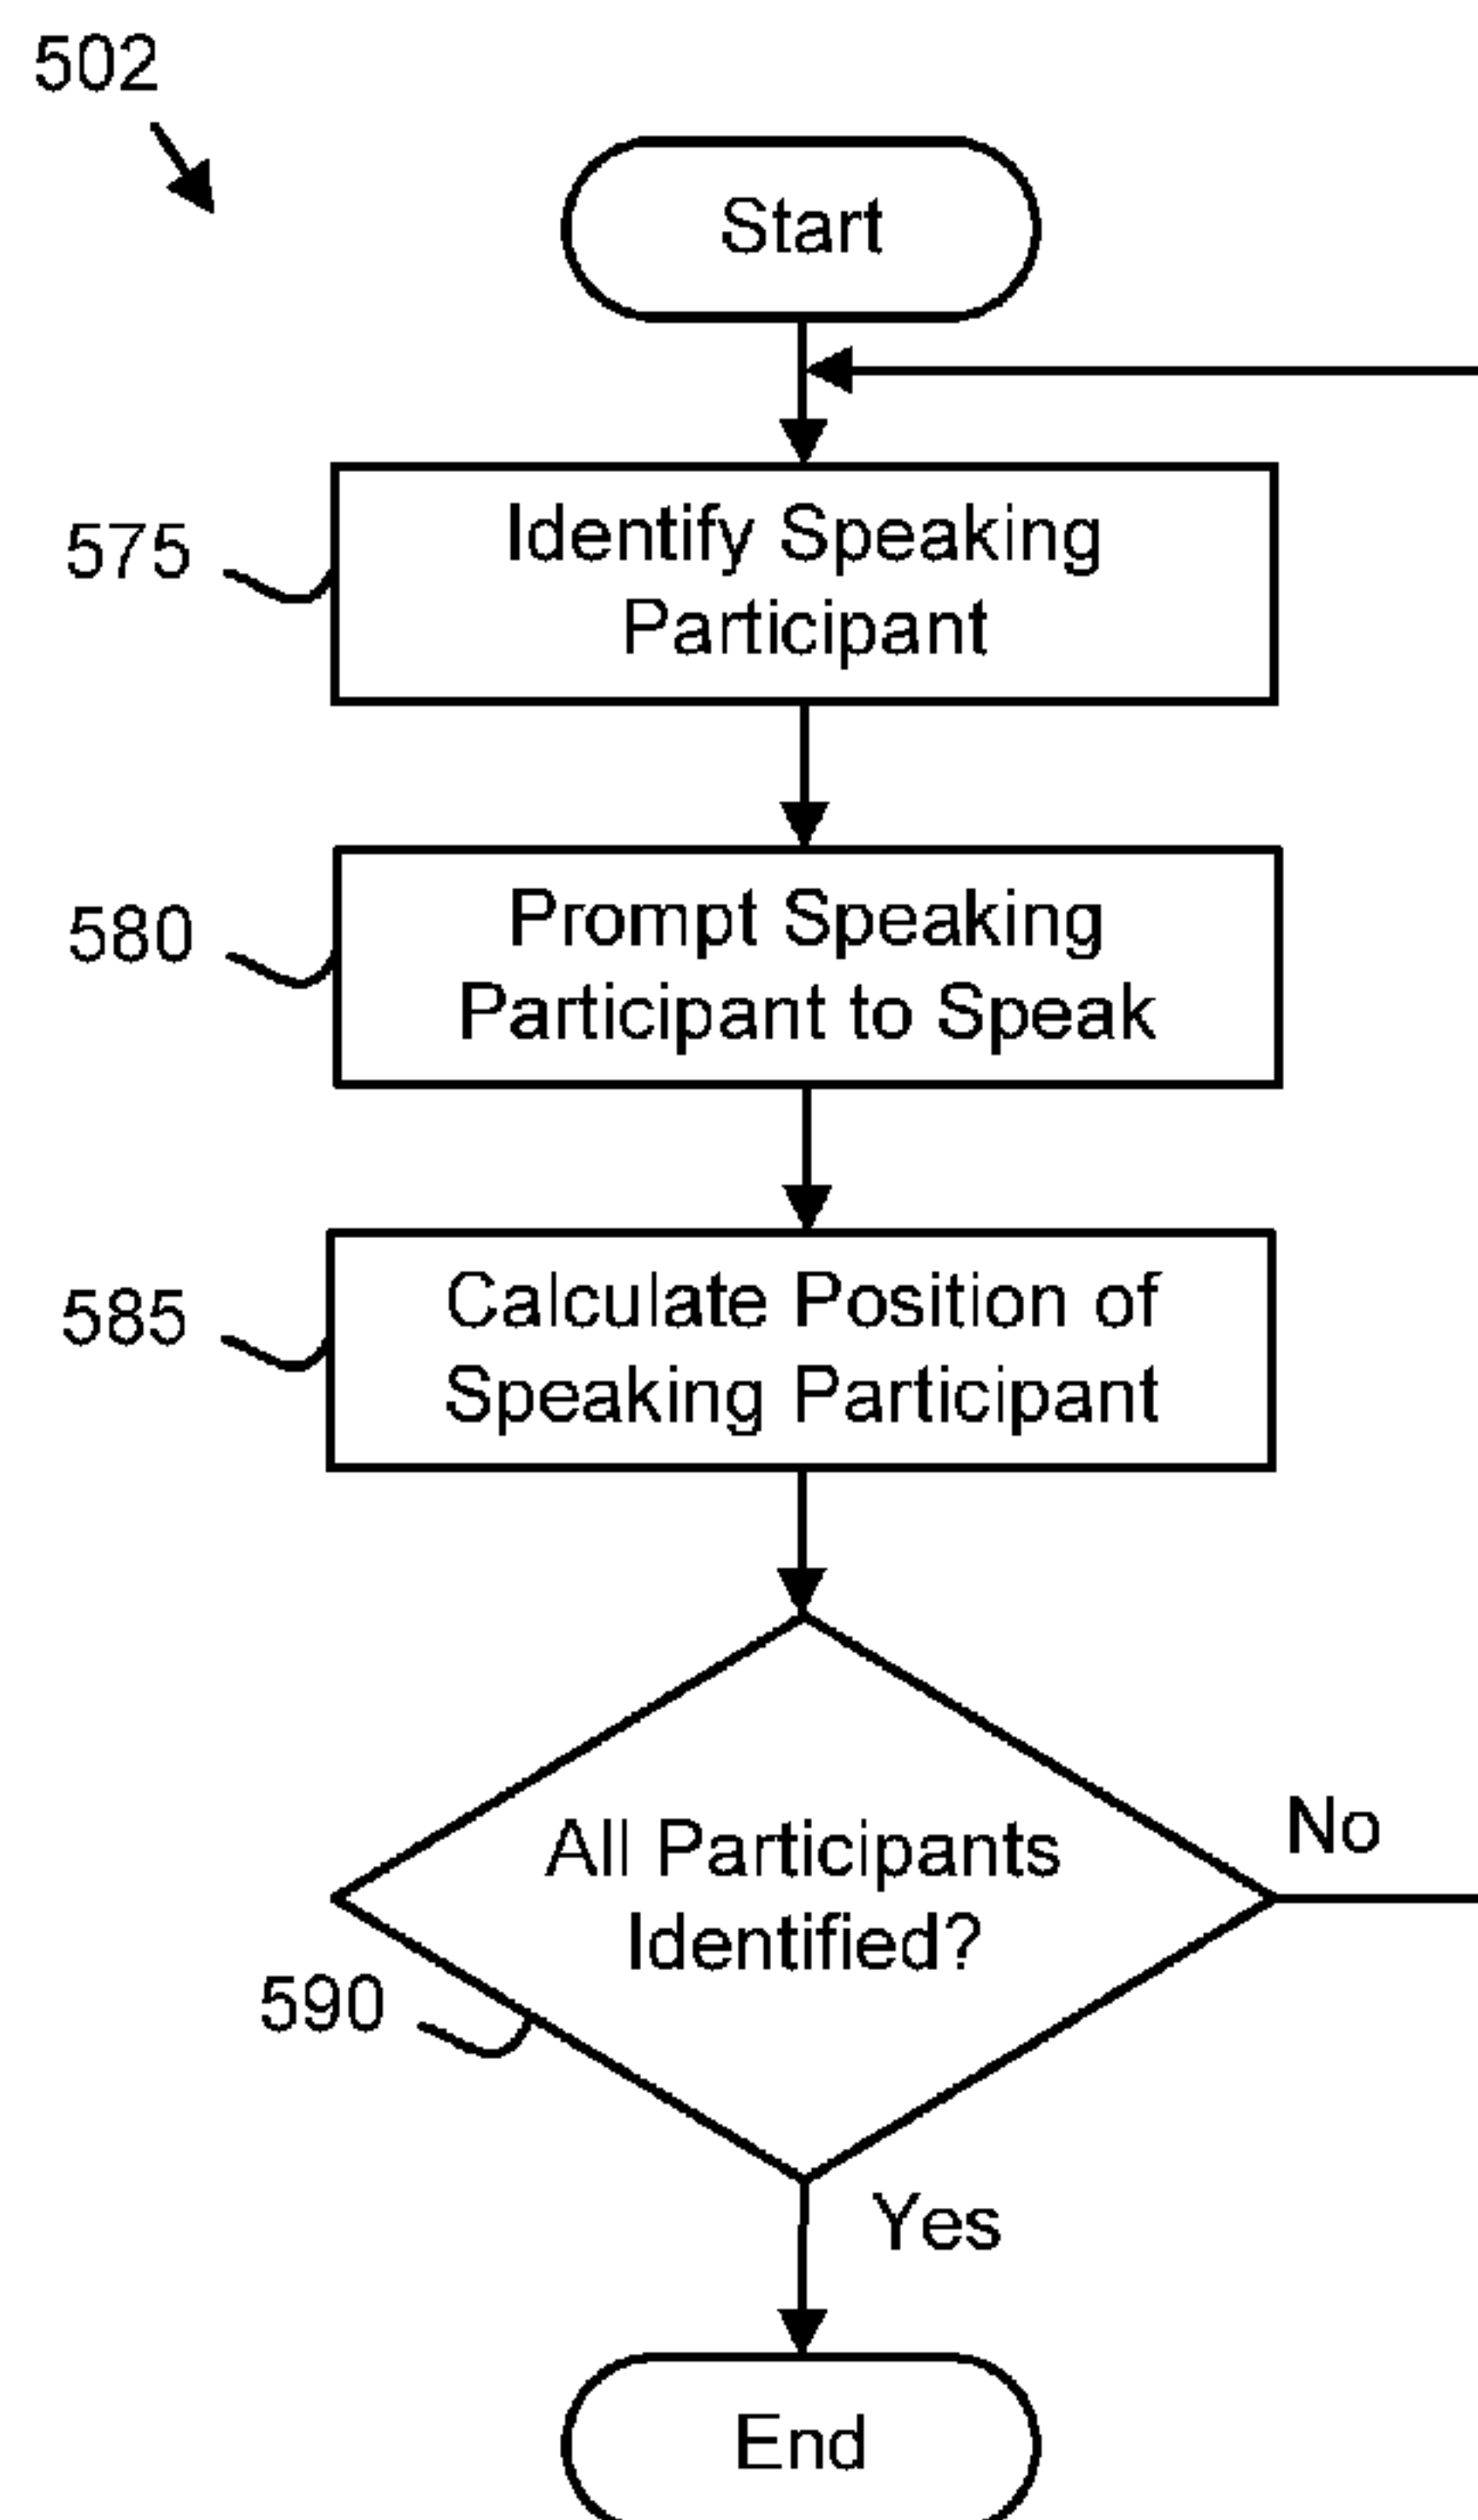 502
Start
575
Identify Speaking
Participant
580
Prompt Speaking
Participant to Speak
585
Calculate Position of
Speaking Participant
All Participants
Identified?
No
590
Yes
End